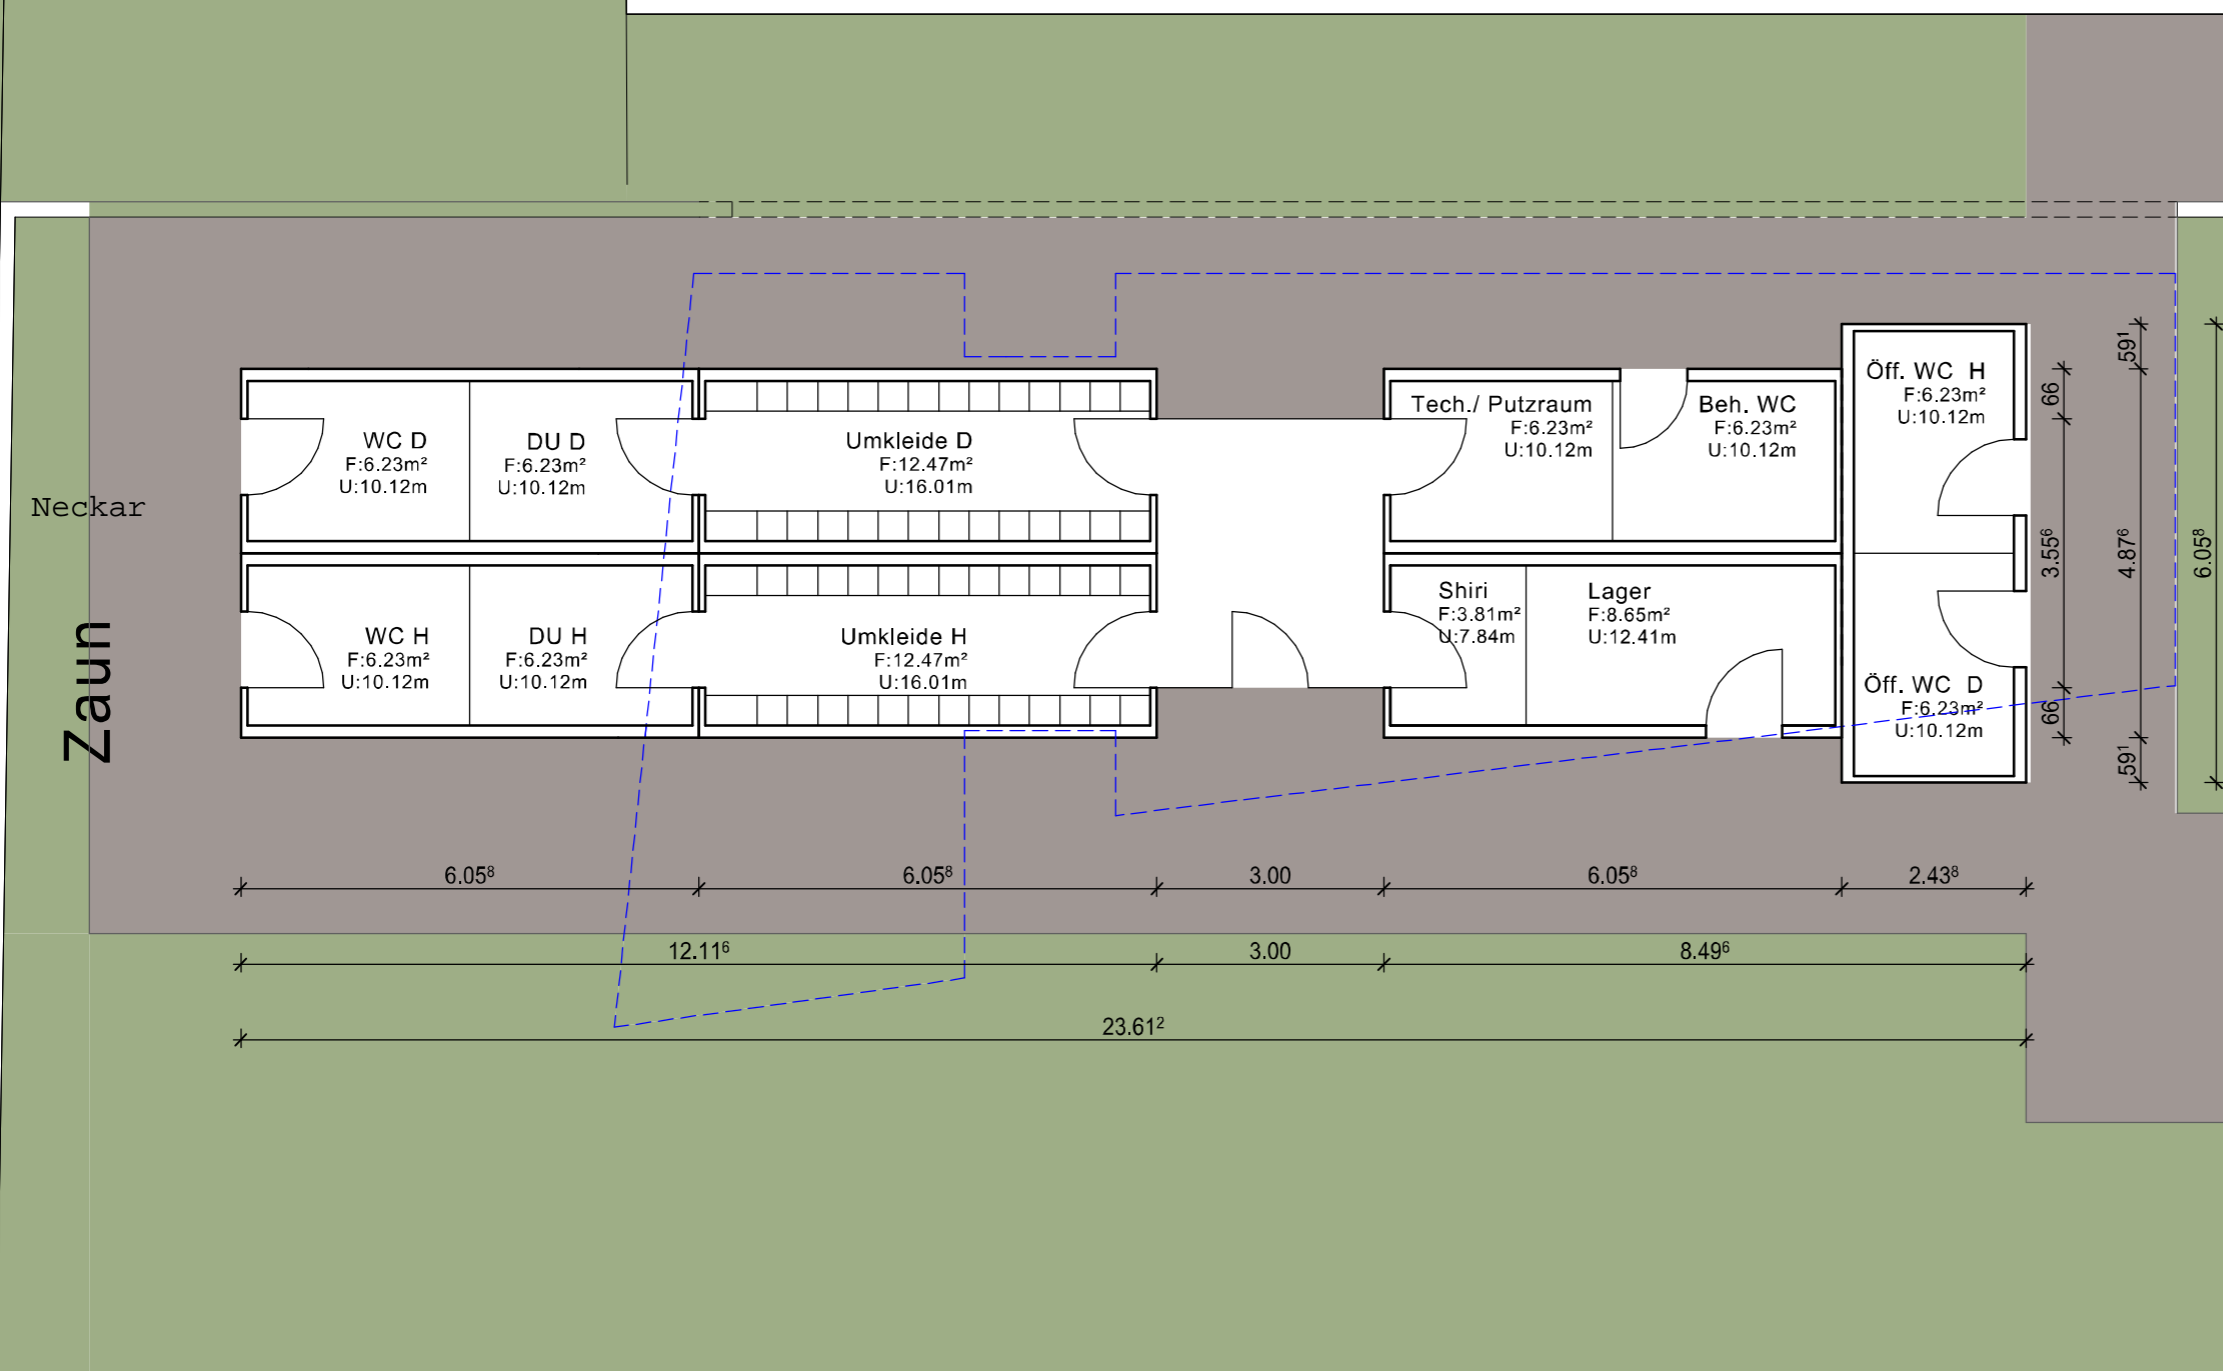 WC D
F:6.23m²
U:10.12m
DU D
F:6.23m²
U:10.12m
Umkleide D
F:12.47m²
U:16.01m
Tech./ Putzraum
F:6.23m²
U:10.12m
Beh. WC
F:6.23m²
U:10.12m
Öff. WC H
F:6.23m²
U:10.12m
Neckar
Zaun
WC H
F:6.23m²
U:10.12m
DU H
F:6.23m²
U:10.12m
Umkleide H
F:12.47m²
U:16.01m
Shiri
F:3.81m²
U:7.84m
Lager
F:8.65m²
U:12.41m
Öff. WC D
F:6.23m²
U:10.12m
66
3.55⁶
66
59¹
4.87⁶
59¹
6.05⁸
6.05⁸
6.05⁸
3.00
6.05⁸
2.43⁸
12.11⁶
3.00
8.49⁶
23.61²